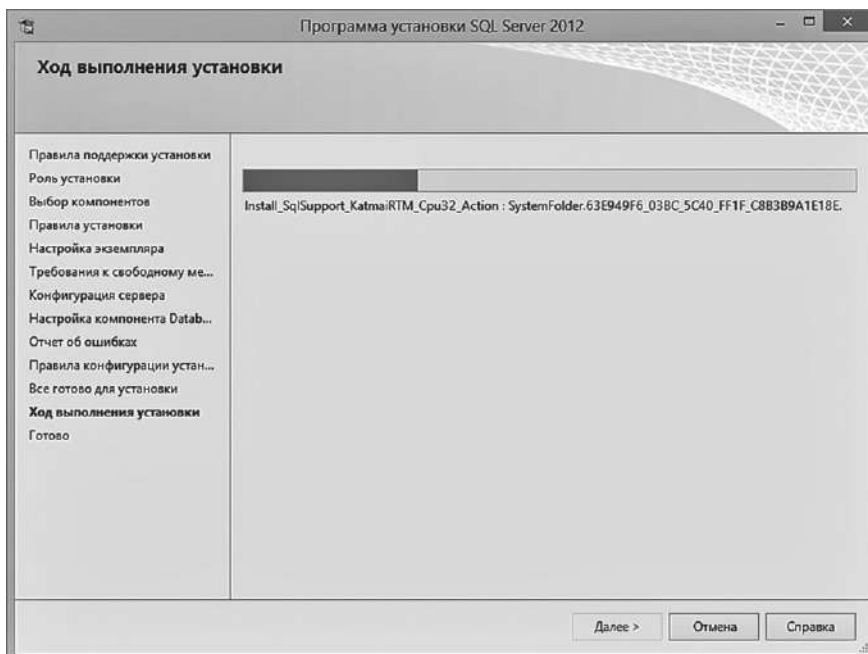 Программа установки SQL Server 2012
Ход выполнения установки
Правила поддержки установки
Роль установки
Выбор компонентов
Правила установки
Настройка экземпляра
Требования к свободному ме...
Конфигурация сервера
Настройка компонента Datab...
Отчет об ошибках
Правила конфигурации устан...
Все готово для установки
Ход выполнения установки
Готово
Install_SqlSupport_KatmaiRTM_Cpu32_Action : SystemFolder.63E949F6_03BC_5C40_FF1F_C8B3B9A1E18E.
Далее >
Отмена
Справка